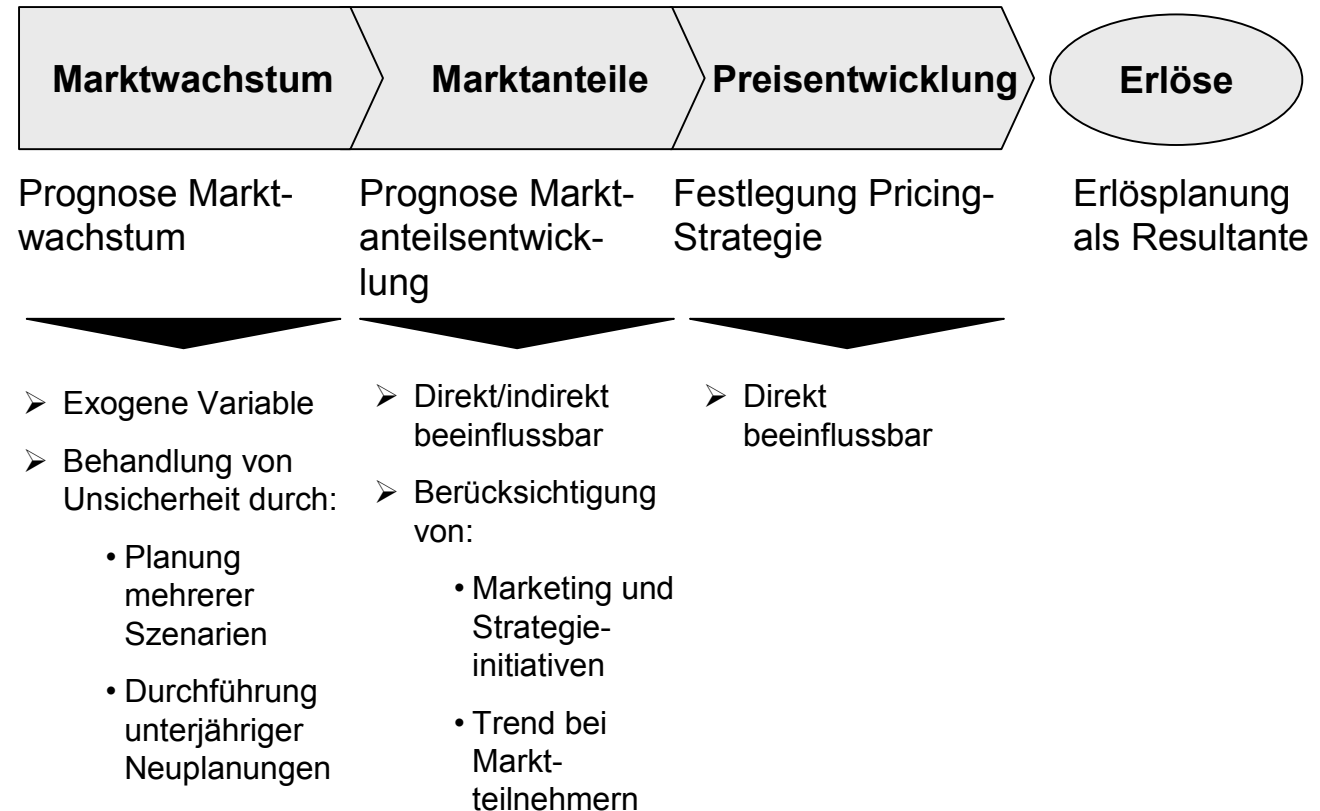 Marktwachstum
Marktanteile
Preisentwicklung
Erlöse
Prognose Markt-
wachstum
Prognose Markt-
anteilsentwick-
lung
Festlegung Pricing-
Strategie
Erlösplanung
als Resultante
➢ Exogene Variable
➢ Behandlung von
Unsicherheit durch:
• Planung
mehrerer
Szenarien
• Durchführung
unterjähriger
Neuplanungen
➢ Direkt/indirekt
beeinflussbar
➢ Berücksichtigung
von:
• Marketing und
Strategie-
initiativen
• Trend bei
Markt-
teilnehmern
➢ Direkt
beeinflussbar